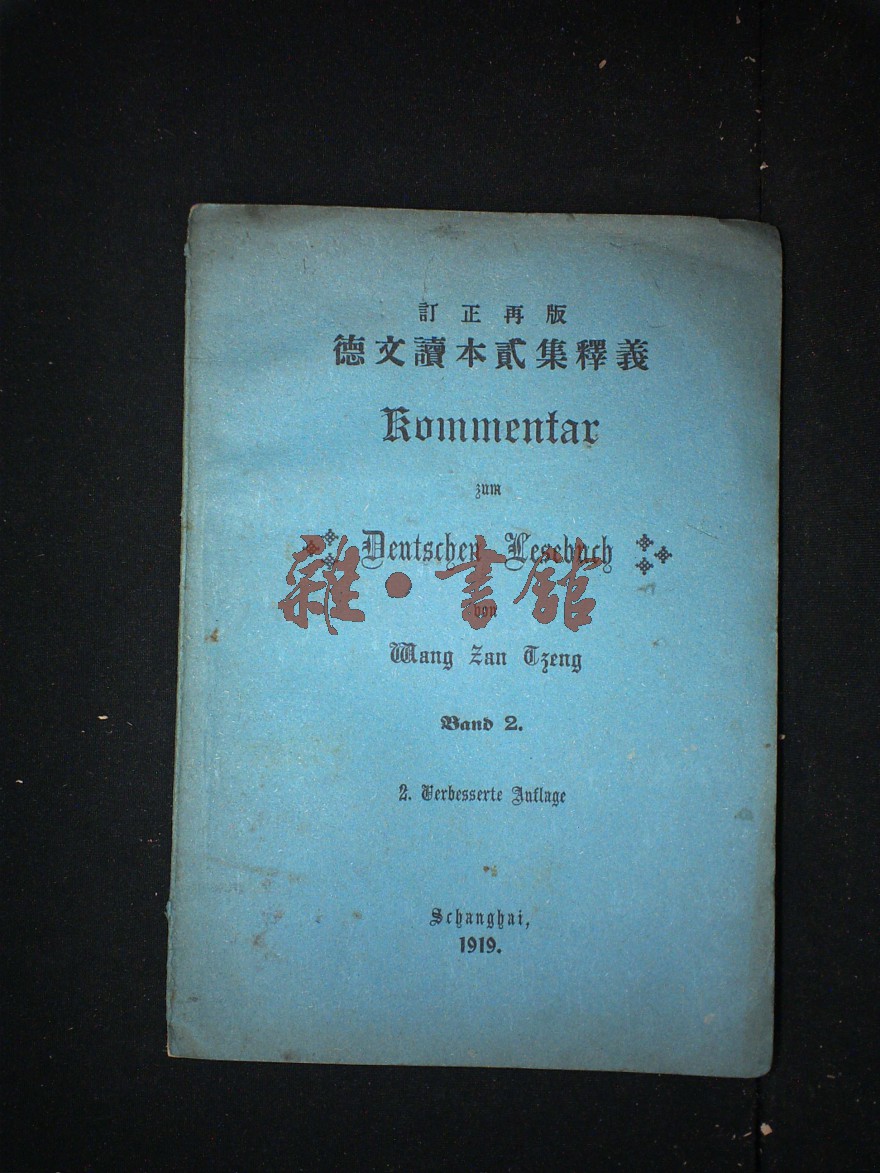 訂正再版
德文讀本貳集釋義
Kommentar
zum
Deutschen Lesebuch
von
Wang Zan Tzeng
Band 2.
2. Verbesserte Auflage
Schanghai,
1919.
雜·書館